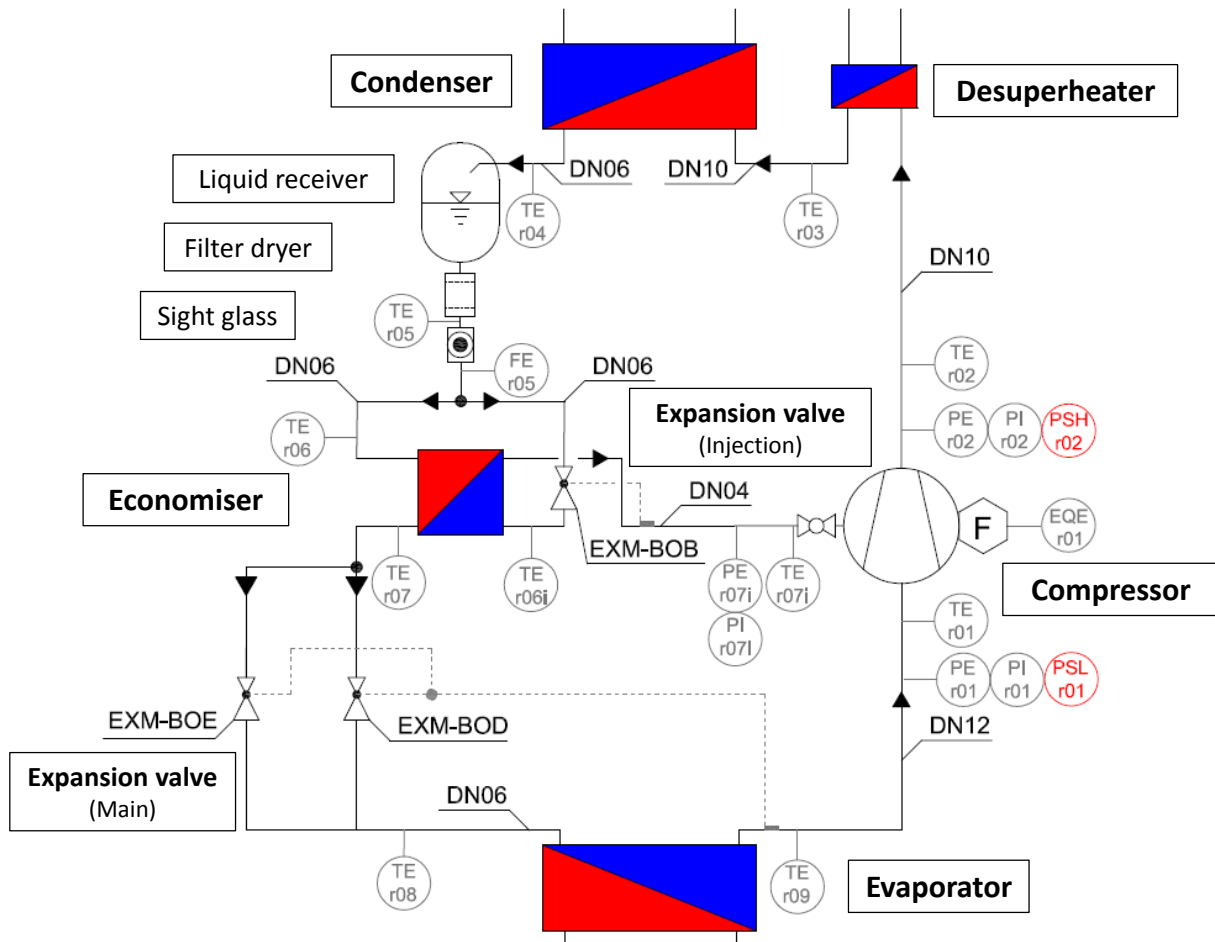 Condenser
Desuperheater
Liquid receiver
DN06
DN10
TE
r04
TE
r03
Filter dryer
DN10
Sight glass
TE
r05
FE
r05
TE
r02
DN06
DN06
Expansion valve
(Injection)
TE
r06
PE
r02
PI
r02
PSH
r02
Economiser
DN04
EXM-BOB
F
EQE
r01
TE
r07
TE
r06i
PE
r07i
TE
r07i
PI
r07I
Compressor
TE
r01
PE
r01
PI
r01
PSL
r01
EXM-BOE
EXM-BOD
DN12
Expansion valve
(Main)
DN06
TE
r08
TE
r09
Evaporator